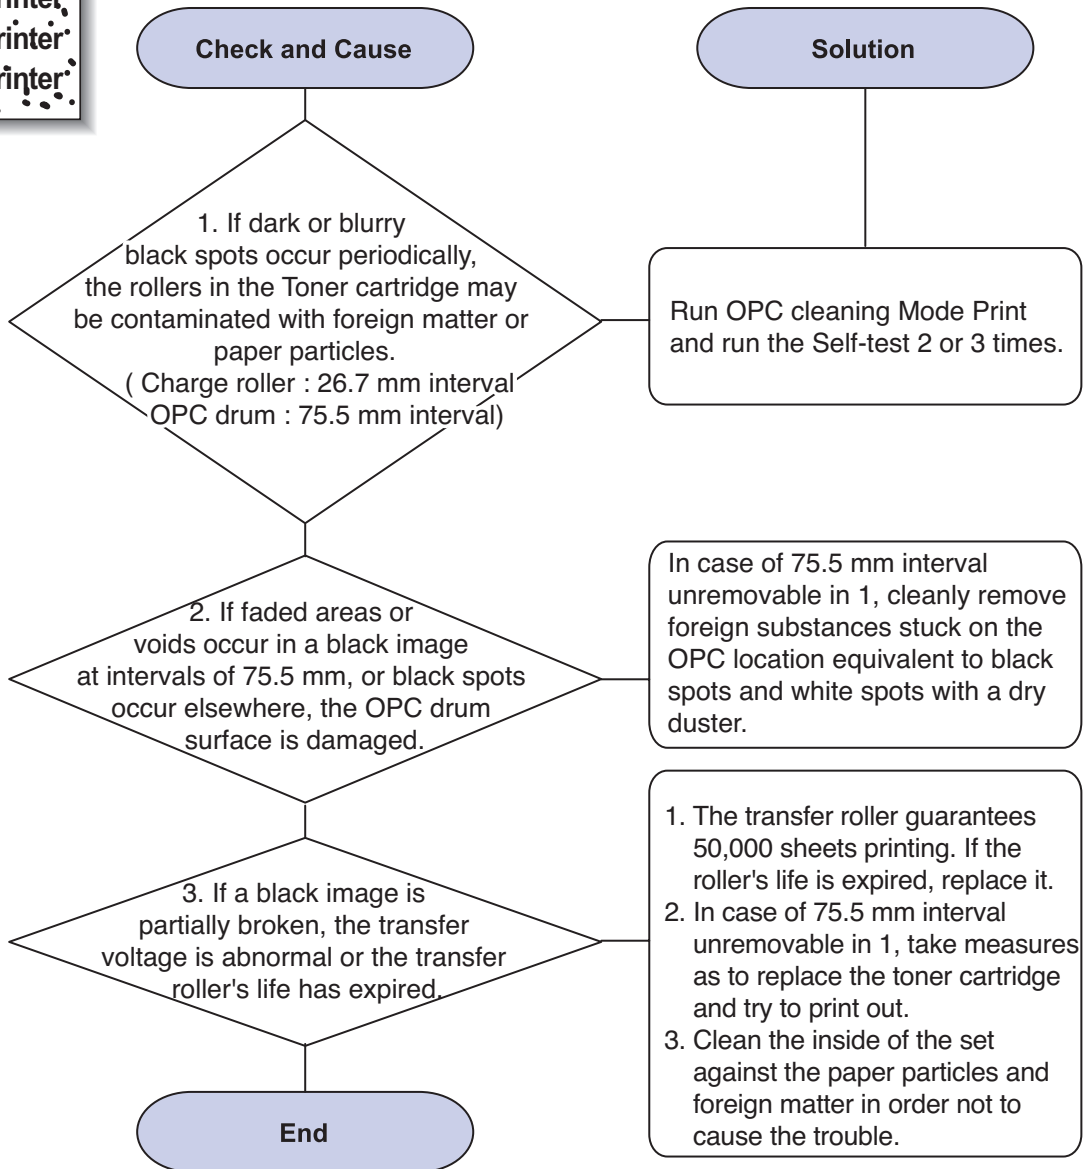 rinter
rinter
rinter
Check and Cause
Solution
1. If dark or blurry
black spots occur periodically,
the rollers in the Toner cartridge may
be contaminated with foreign matter or
paper particles.
( Charge roller : 26.7 mm interval
OPC drum : 75.5 mm interval)
Run OPC cleaning Mode Print
and run the Self-test 2 or 3 times.
2. If faded areas or
voids occur in a black image
at intervals of 75.5 mm, or black spots
occur elsewhere, the OPC drum
surface is damaged.
In case of 75.5 mm interval
unremovable in 1, cleanly remove
foreign substances stuck on the
OPC location equivalent to black
spots and white spots with a dry
duster.
3. If a black image is
partially broken, the transfer
voltage is abnormal or the transfer
roller's life has expired.
1. The transfer roller guarantees
50,000 sheets printing. If the
roller's life is expired, replace it.
2. In case of 75.5 mm interval
unremovable in 1, take measures
as to replace the toner cartridge
and try to print out.
3. Clean the inside of the set
against the paper particles and
foreign matter in order not to
cause the trouble.
End